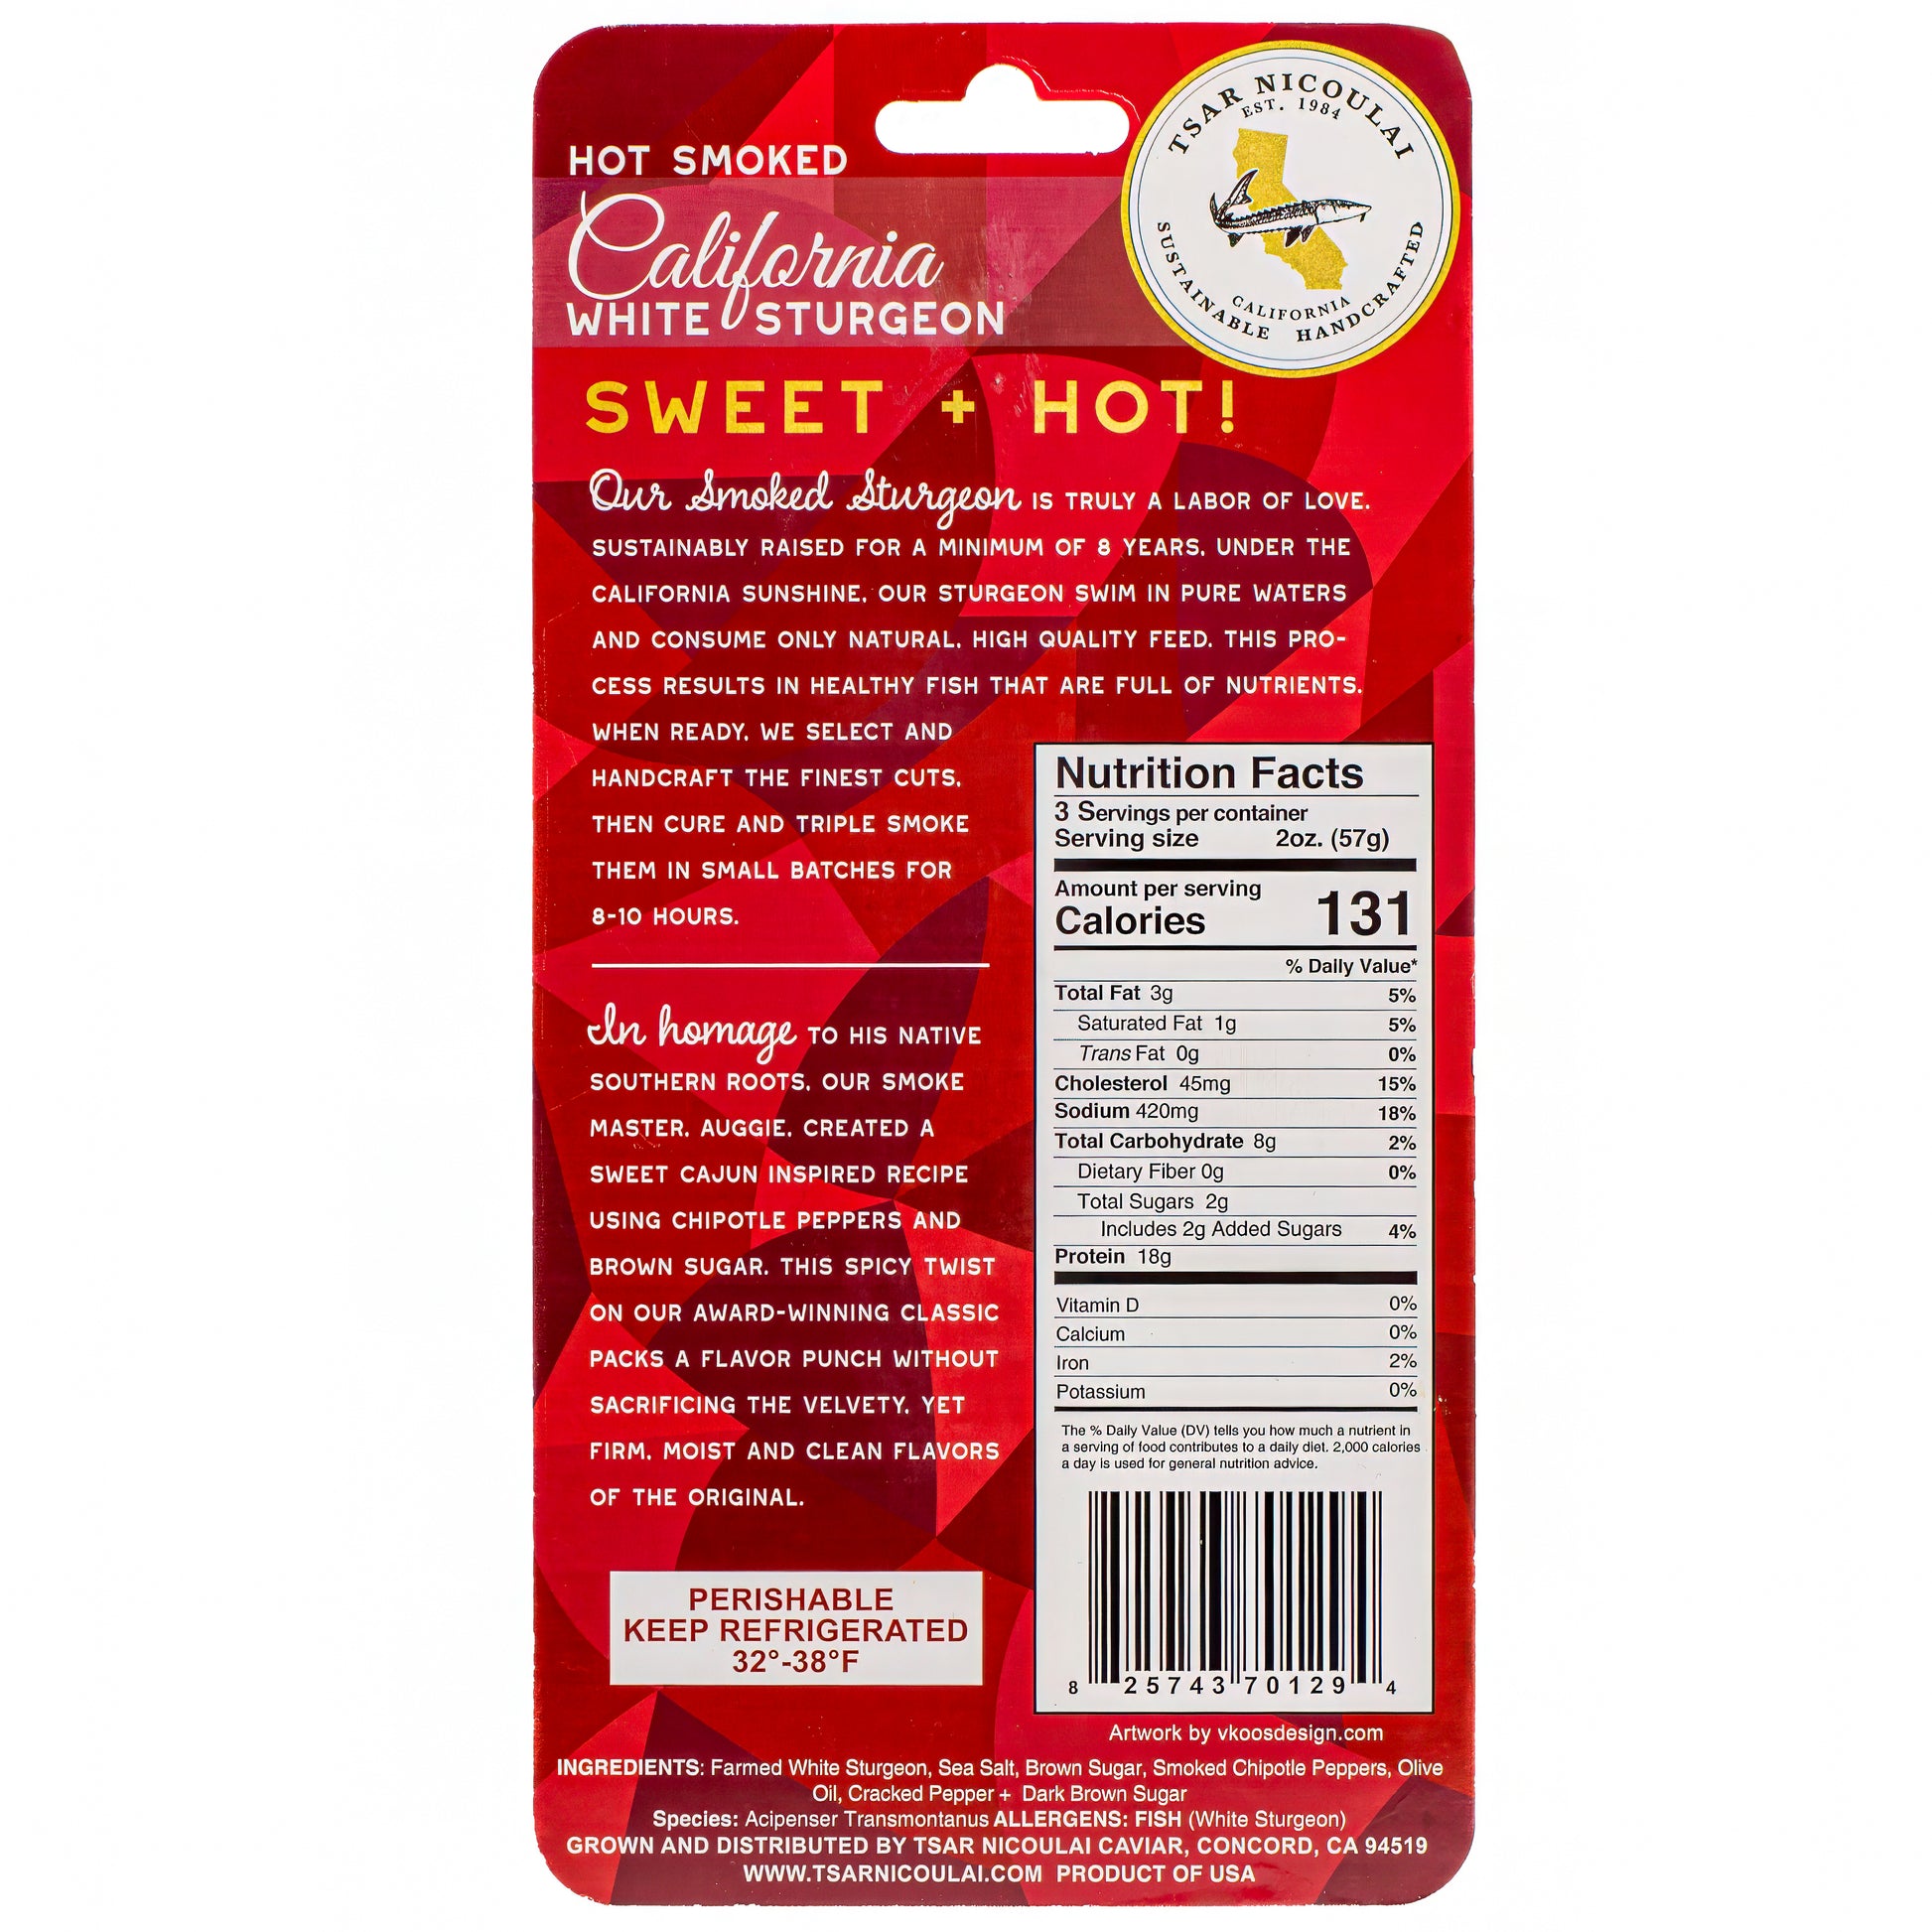 TSAR NICOULAI
EST. 1984
CALIFORNIA
SUSTAINABLE HANDCRAFTED
HOT SMOKED
California
WHITE STURGEON
SWEET + HOT!
Our Smoked Sturgeon IS TRULY A LABOR OF LOVE.
SUSTAINABLY RAISED FOR A MINIMUM OF 8 YEARS, UNDER THE
CALIFORNIA SUNSHINE, OUR STURGEON SWIM IN PURE WATERS
AND CONSUME ONLY NATURAL, HIGH QUALITY FEED. THIS PRO-
CESS RESULTS IN HEALTHY FISH THAT ARE FULL OF NUTRIENTS.
WHEN READY, WE SELECT AND
HANDCRAFT THE FINEST CUTS,
THEN CURE AND TRIPLE SMOKE
THEM IN SMALL BATCHES FOR
8-10 HOURS.
In homage TO HIS NATIVE
SOUTHERN ROOTS, OUR SMOKE
MASTER, AUGGIE, CREATED A
SWEET CAJUN INSPIRED RECIPE
USING CHIPOTLE PEPPERS AND
BROWN SUGAR. THIS SPICY TWIST
ON OUR AWARD-WINNING CLASSIC
PACKS A FLAVOR PUNCH WITHOUT
SACRIFICING THE VELVETY, YET
FIRM, MOIST AND CLEAN FLAVORS
OF THE ORIGINAL.
PERISHABLE
KEEP REFRIGERATED
32°-38°F
Nutrition Facts
3 Servings per container
Serving size 2oz. (57g)
Amount per serving
Calories 131
% Daily Value*
Total Fat 3g 5%
Saturated Fat 1g 5%
Trans Fat 0g 0%
Cholesterol 45mg 15%
Sodium 420mg 18%
Total Carbohydrate 8g 2%
Dietary Fiber 0g 0%
Total Sugars 2g
Includes 2g Added Sugars 4%
Protein 18g
Vitamin D 0%
Calcium 0%
Iron 2%
Potassium 0%
The % Daily Value (DV) tells you how much a nutrient in
a serving of food contributes to a daily diet. 2,000 calories
a day is used for general nutrition advice.
8 25743 70129 4
Artwork by vkoosdesign.com
INGREDIENTS: Farmed White Sturgeon, Sea Salt, Brown Sugar, Smoked Chipotle Peppers, Olive
Oil, Cracked Pepper + Dark Brown Sugar
Species: Acipenser Transmontanus ALLERGENS: FISH (White Sturgeon)
GROWN AND DISTRIBUTED BY TSAR NICOULAI CAVIAR, CONCORD, CA 94519
WWW.TSARNICOULAI.COM PRODUCT OF USA